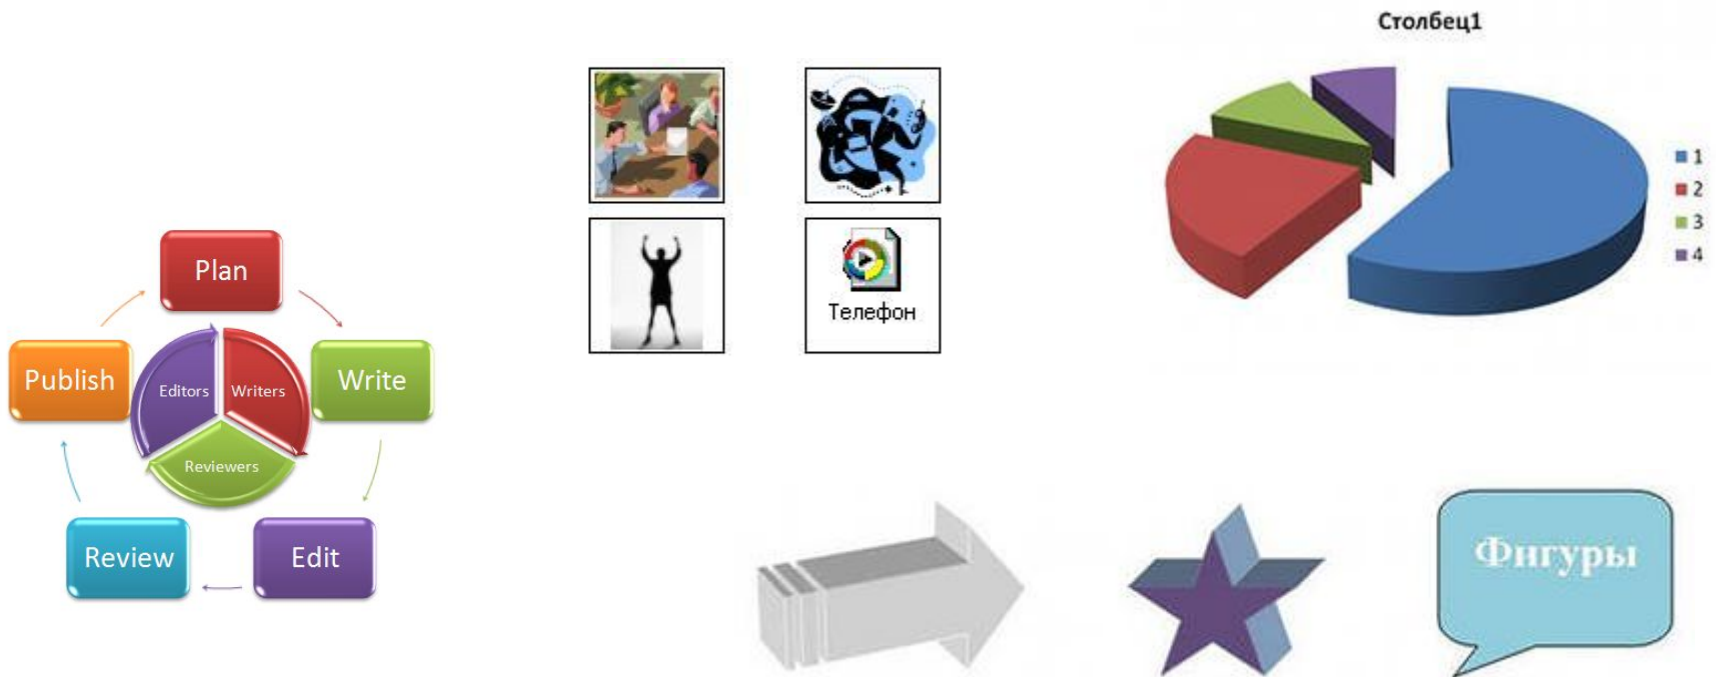 Plan
Publish
Write
Editors
Writers
Reviewers
Review
Edit
Телефон
Столбец1
1
2
3
4
Фигуры